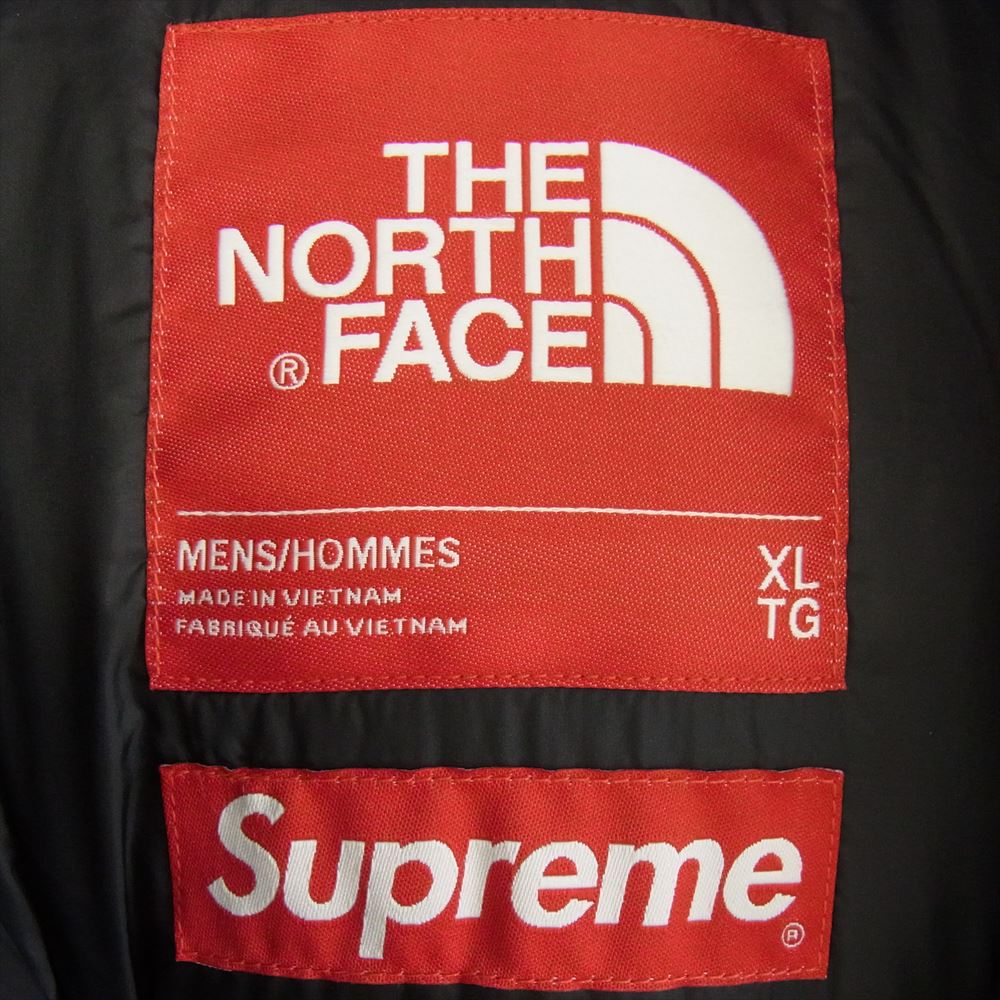 THE
NORTH
® FACE
MENS/HOMMES
MADE IN VIETNAM
FABRIQUÉ AU VIETNAM
XL
TG
Supreme®